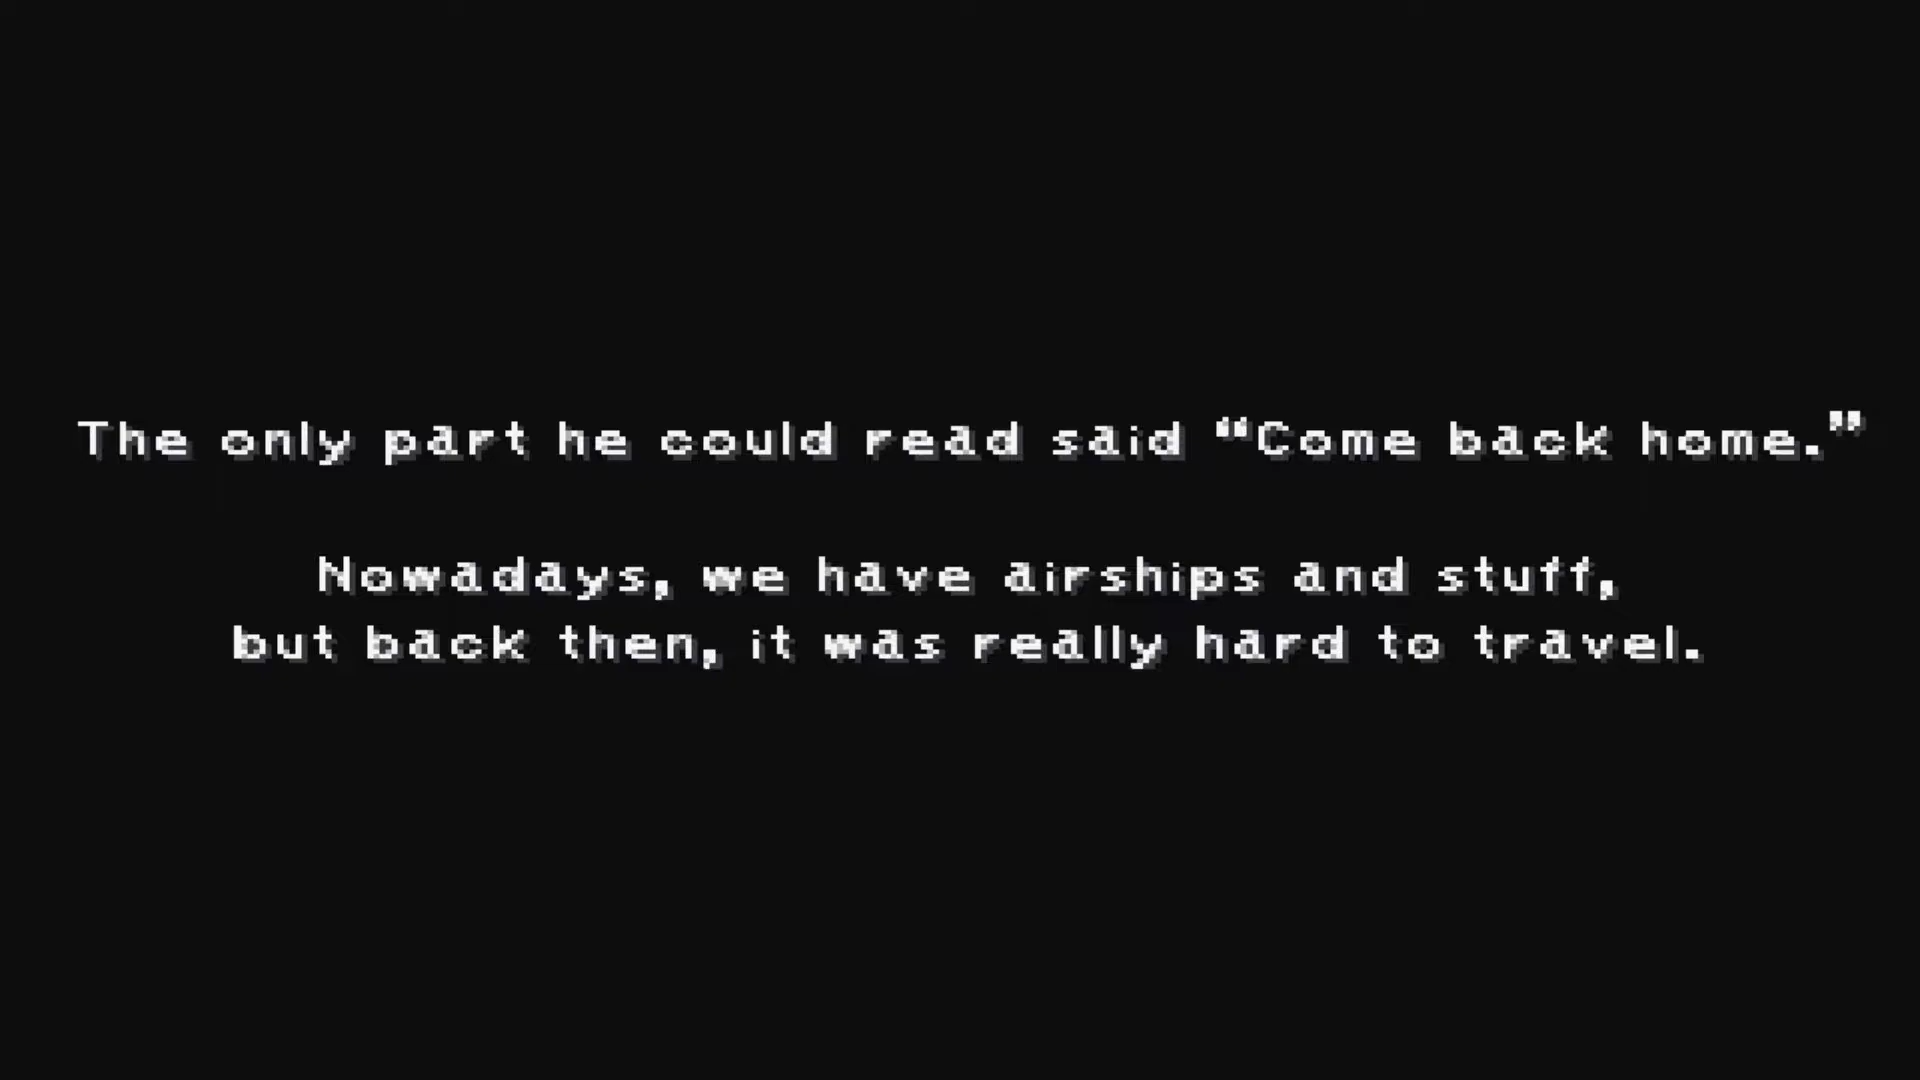 The only part he could read said “Come back home.”
Nowadays, we have airships and stuff,
but back then, it was really hard to travel.